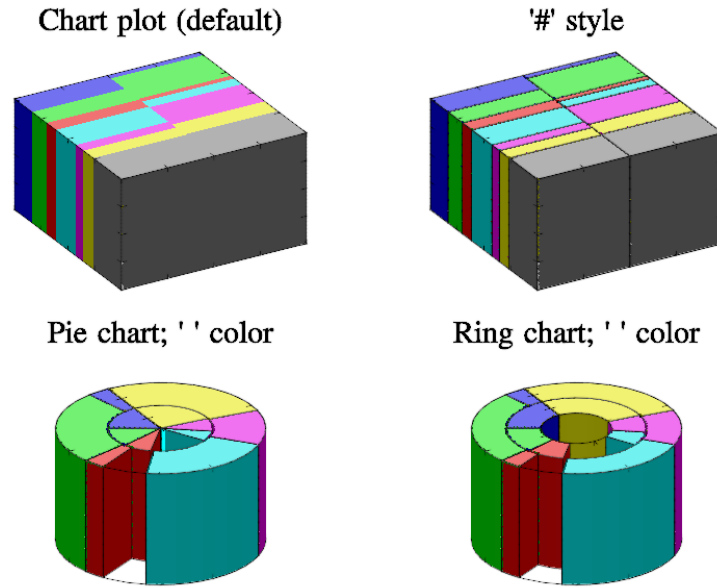 Chart plot (default)
'#' style
Pie chart; ' ' color
Ring chart; ' ' color